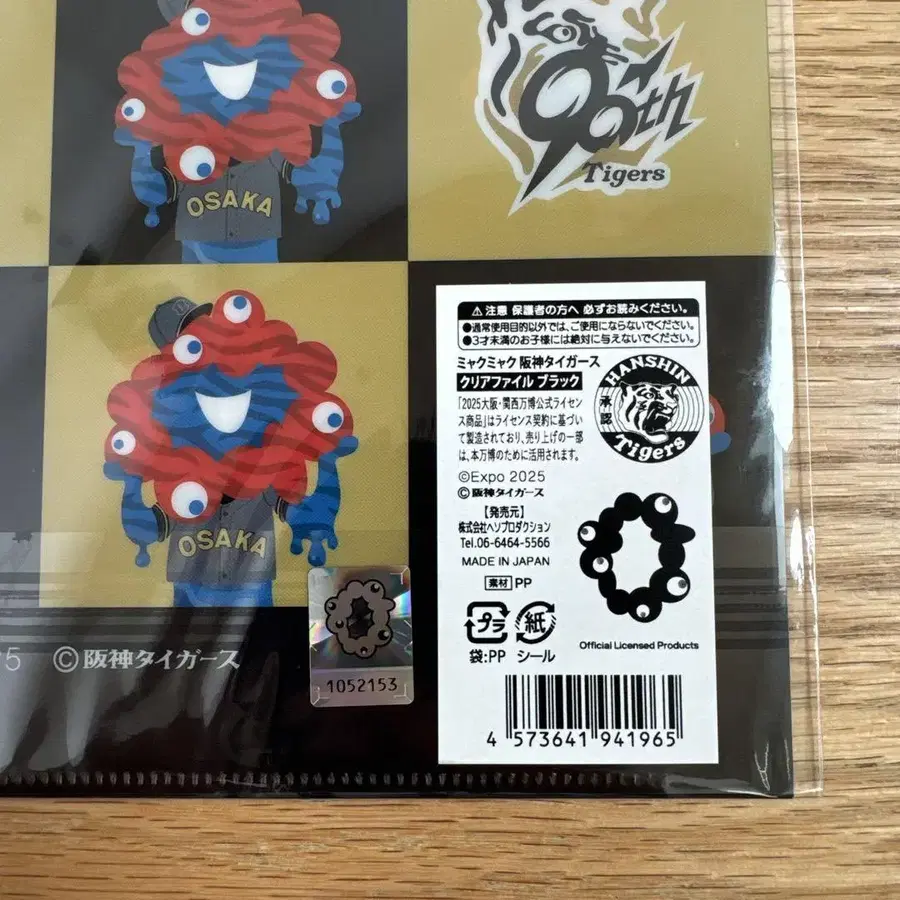 90th
Tigers
OSAKA
OSAKA
⚠注意 保護者の方へ 必ずお読みください。
●通常使用目的以外では、ご使用にならないでください。
●3才未満のお子様には絶対に与えないでください。
ミャクミャク 阪神タイガース
クリアファイル ブラック
「2025大阪・関西万博公式ライセン
ス商品」はライセンス契約に基づい
て製造されており、売り上げの一部
は、本万博のために活用されます。
©Expo 2025
©阪神タイガース
HANSHIN
承認
Tigers
【発売元】
株式会社ヘソプロダクション
Tel.06-6464-5566
MADE IN JAPAN
素材 PP
プラ 紙
袋:PP シール
Official Licensed Products
4 573641 941965
©阪神タイガース
1052153